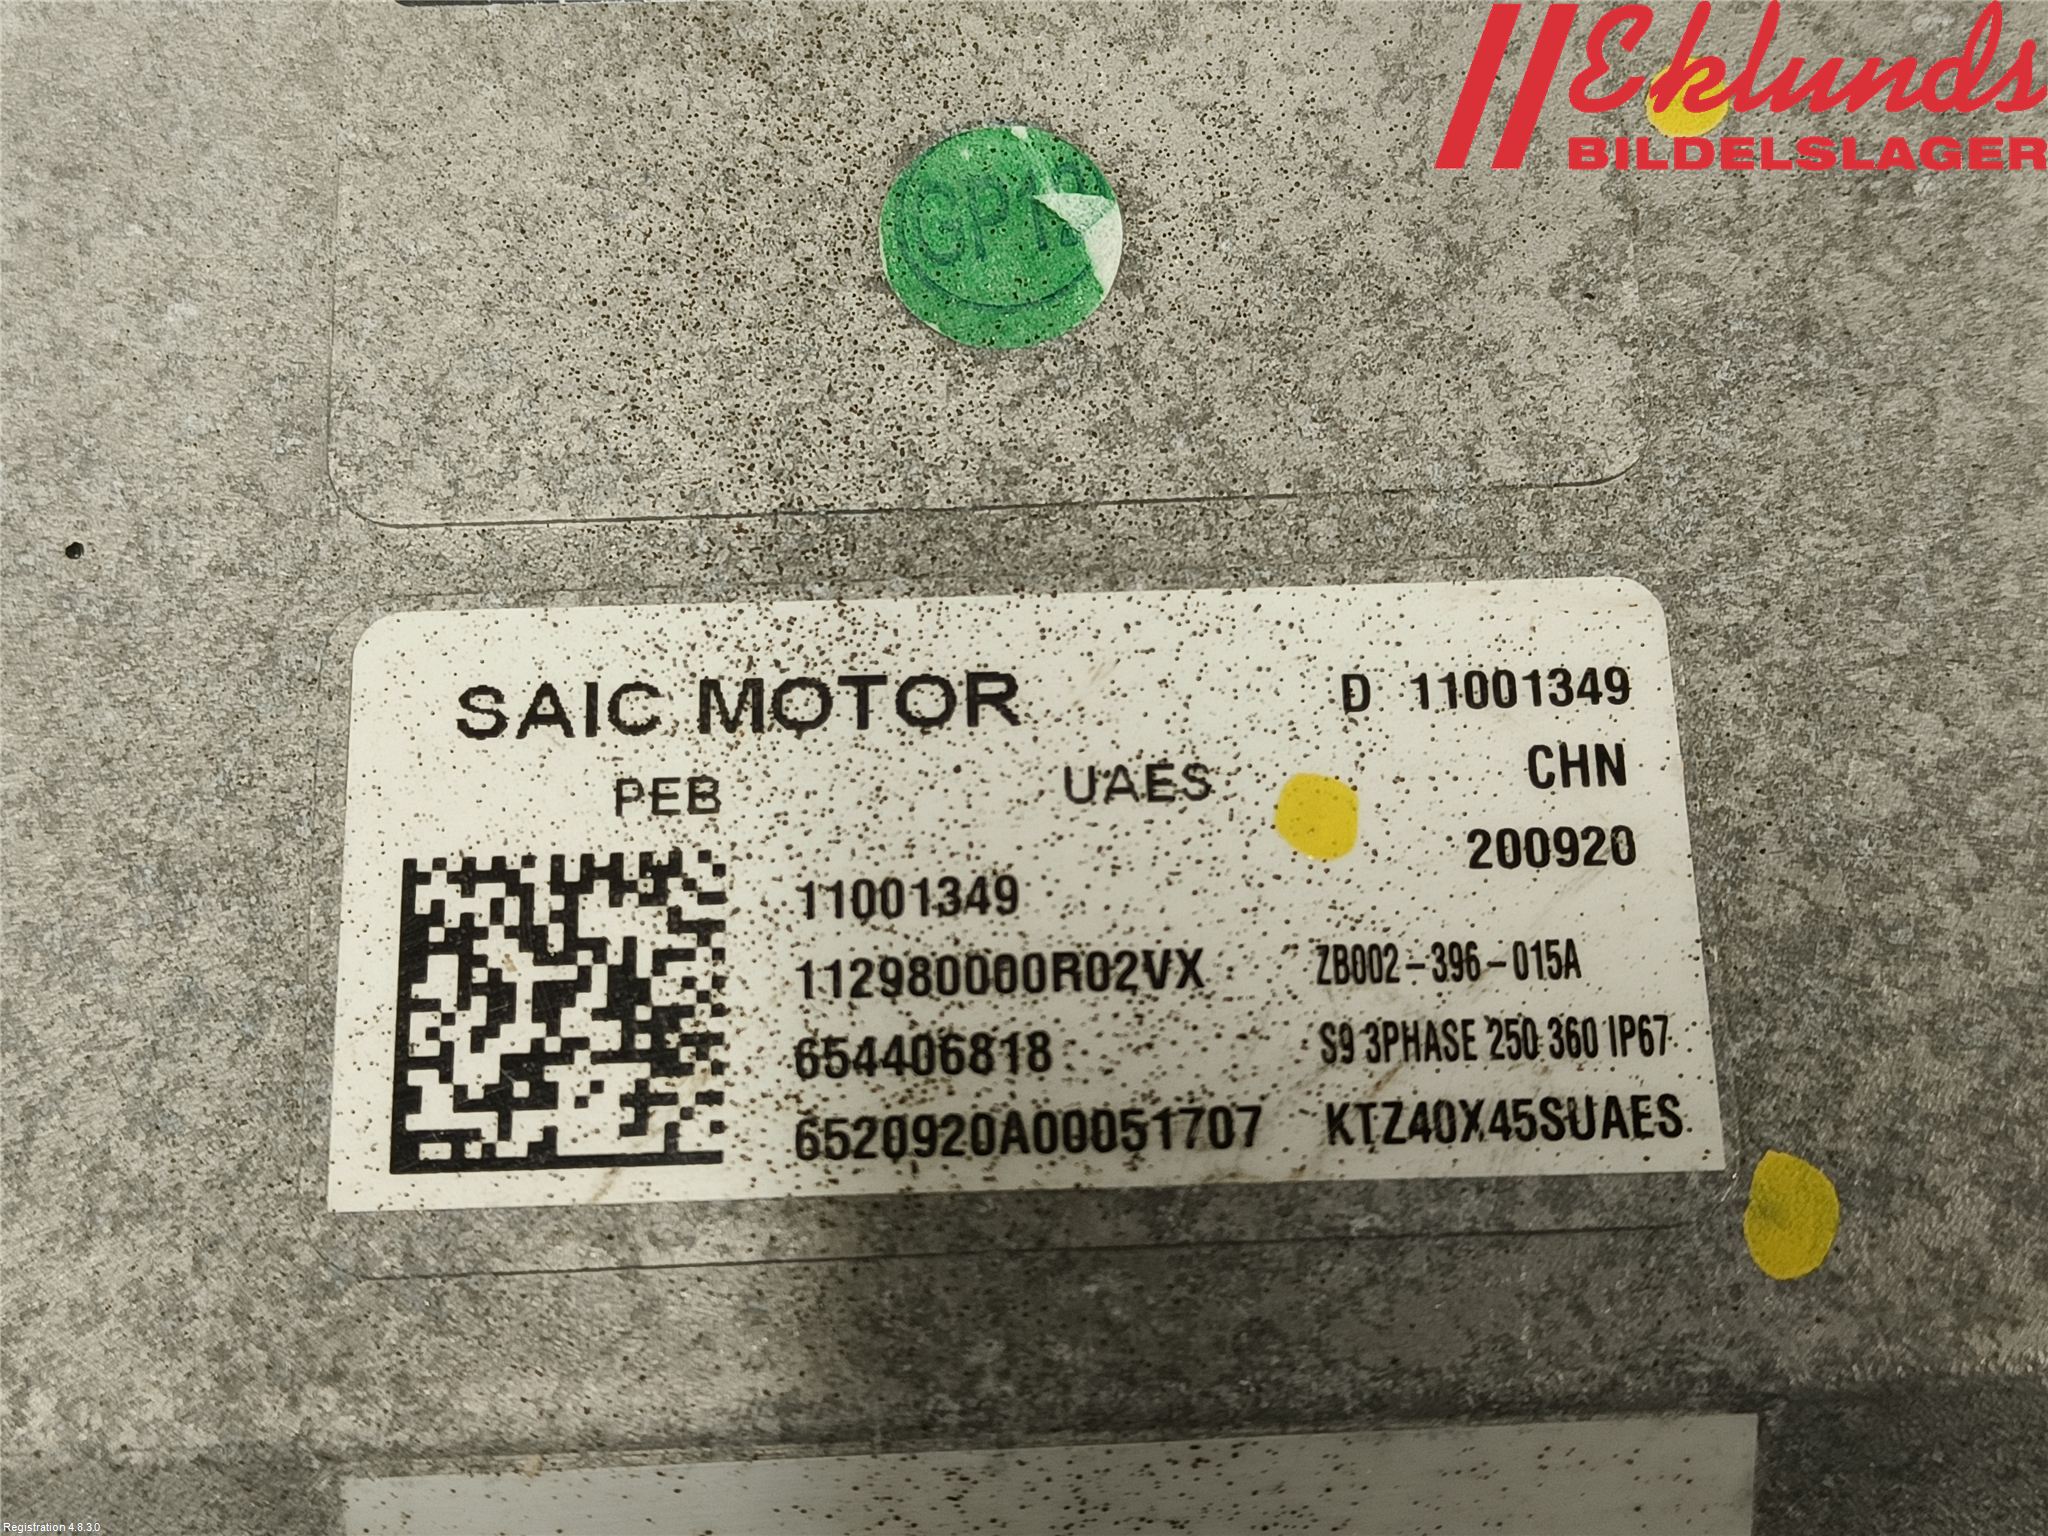 Eklunds
BILDELSLAGER
GP12
SAIC MOTOR D 11001349
PEB UAES CHN
200920
11001349
112980000R02VX ZB002-396-015A
654406818 S9 3PHASE 250 360 IP67
6520920A00051707 KTZ40X45SUAES
Registration 4.8.3.0